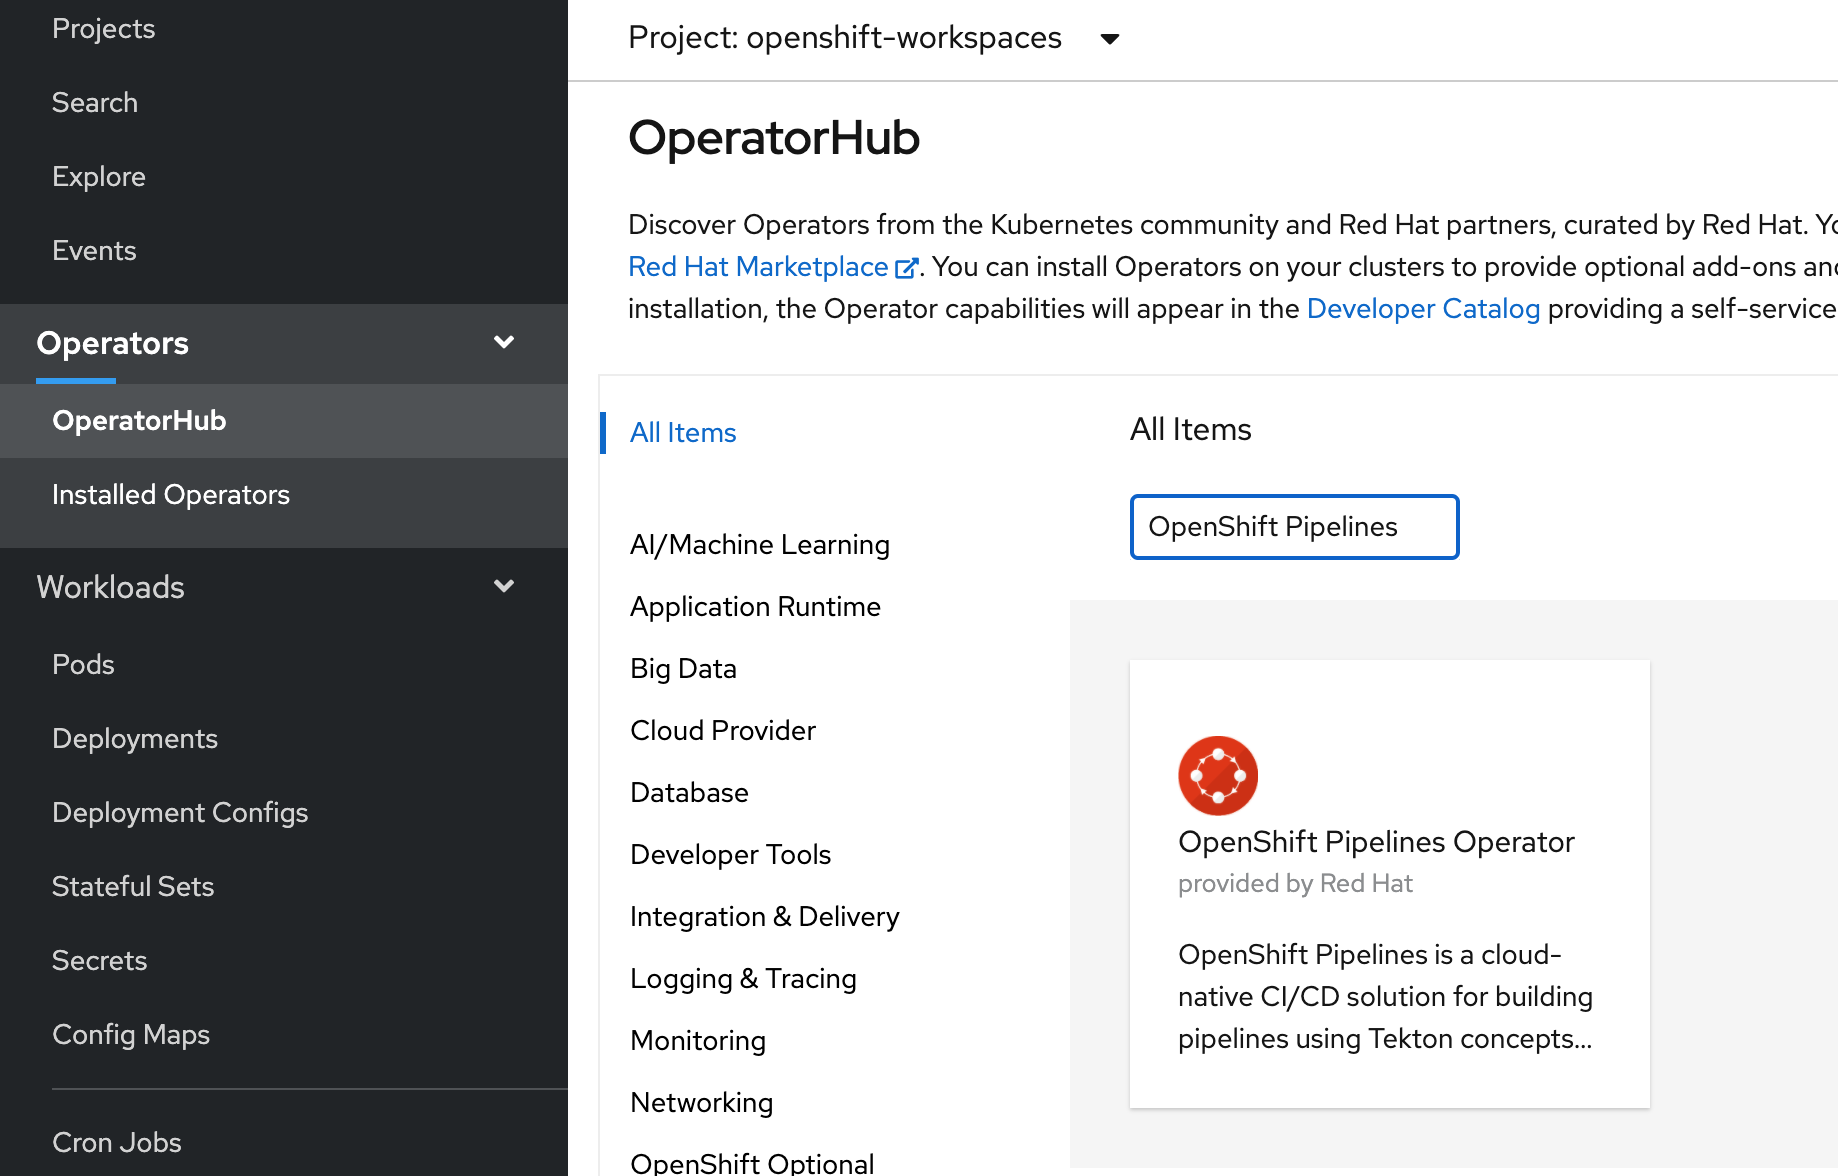 Projects
Search
Explore
Events
Operators
OperatorHub
Installed Operators
Workloads
Pods
Deployments
Deployment Configs
Stateful Sets
Secrets
Config Maps
Cron Jobs
Project: openshift-workspaces
OperatorHub
Discover Operators from the Kubernetes community and Red Hat partners, curated by Red Hat.
Red Hat Marketplace. You can install Operators on your clusters to provide optional add-ons
installation, the Operator capabilities will appear in the Developer Catalog providing a self-service
All Items
AI/Machine Learning
Application Runtime
Big Data
Cloud Provider
Database
Developer Tools
Integration & Delivery
Logging & Tracing
Monitoring
Networking
OpenShift Optional
All Items
OpenShift Pipelines
OpenShift Pipelines Operator
provided by Red Hat
OpenShift Pipelines is a cloud-
native CI/CD solution for building
pipelines using Tekton concepts...